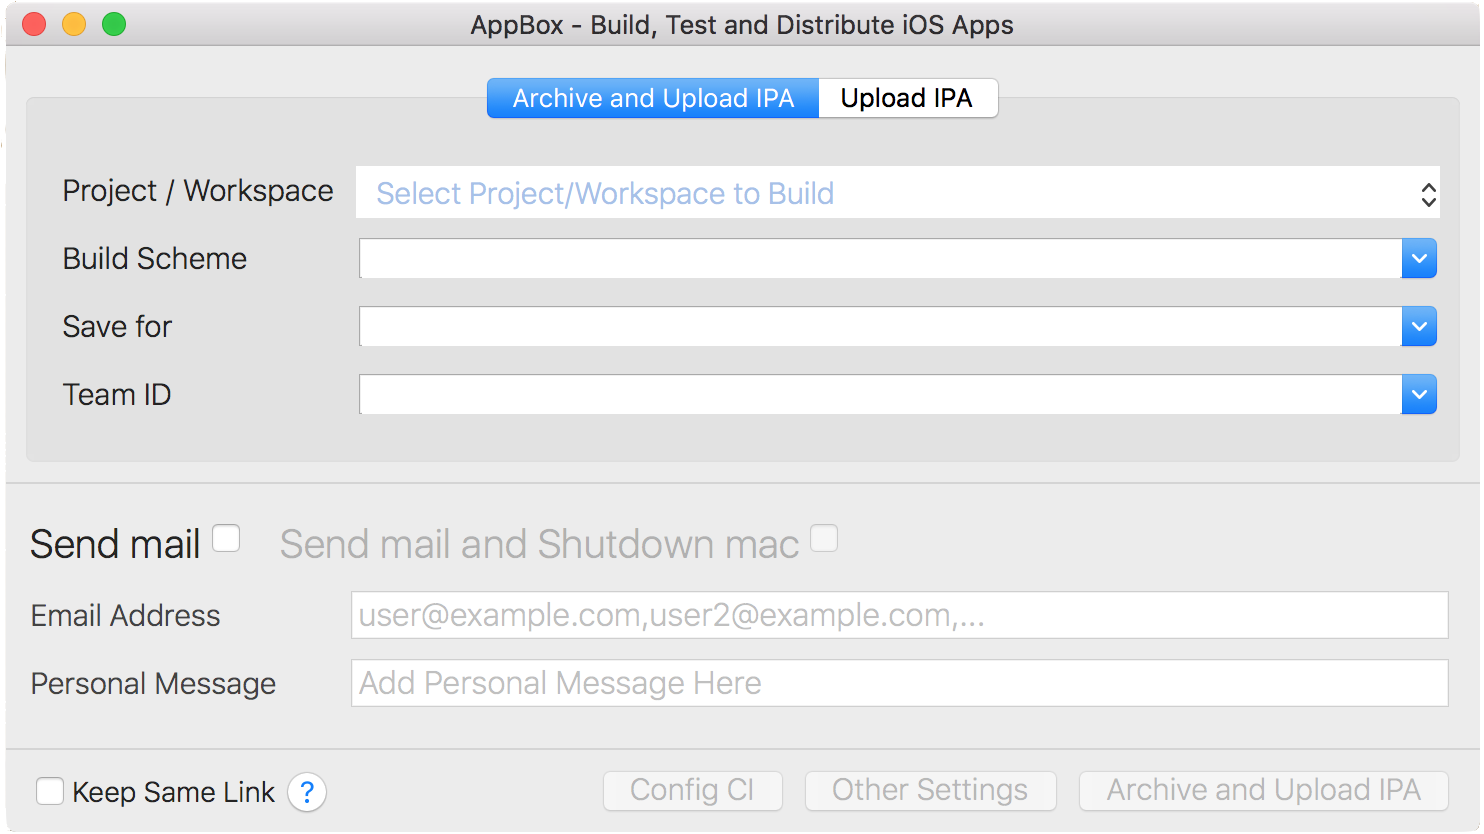 AppBox - Build, Test and Distribute iOS Apps
Archive and Upload IPA
Upload IPA
Project / Workspace
Select Project/Workspace to Build
Build Scheme
Save for
Team ID
Send mail
Send mail and Shutdown mac
Email Address
user@example.com,user2@example.com,...
Personal Message
Add Personal Message Here
Keep Same Link
?
Config CI
Other Settings
Archive and Upload IPA